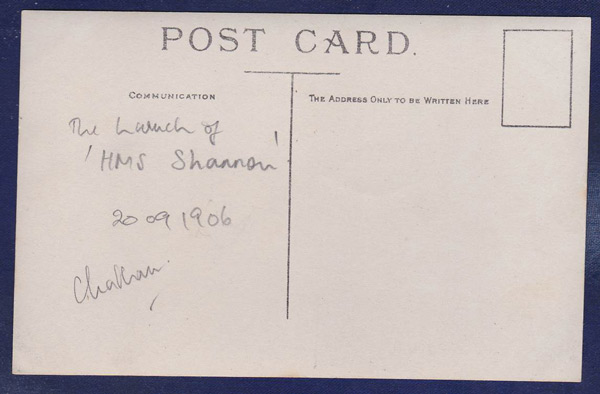 POST CARD.
COMMUNICATION
THE ADDRESS ONLY TO BE WRITTEN HERE
The Launch of
'HMS Shannon'
20 09 1906
Chatham.